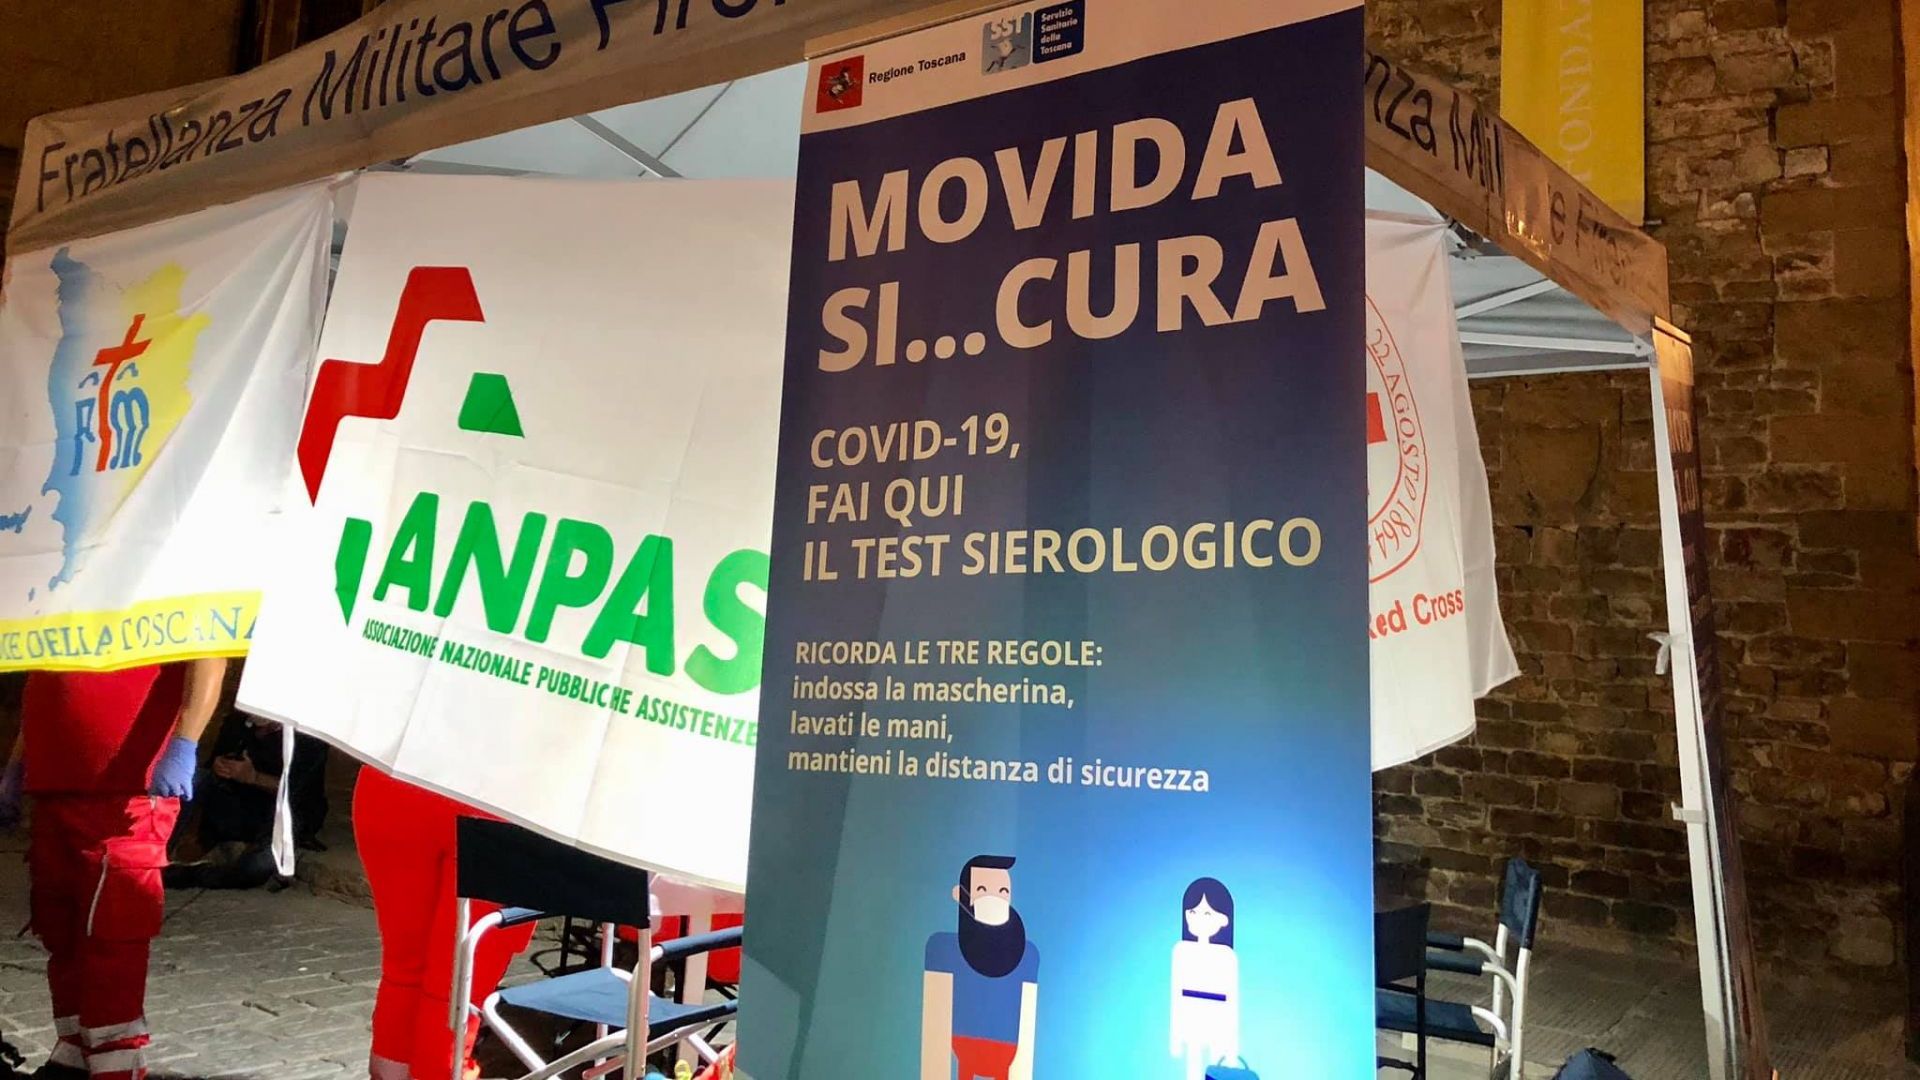 Fratellanza Militare
FONDA
Regione Toscana
SST
Servizio
Sanitario
della
Toscana
MOVIDA
SI...CURA
COVID-19,
FAI QUI
IL TEST SIEROLOGICO
RICORDA LE TRE REGOLE:
indossa la mascherina,
lavati le mani,
mantieni la distanza di sicurezza
ANPAS
ASSOCIAZIONE NAZIONALE PUBBLICHE ASSISTENZE
DELLA TOSCANA
22 AGOSTO 1864
Red Cross